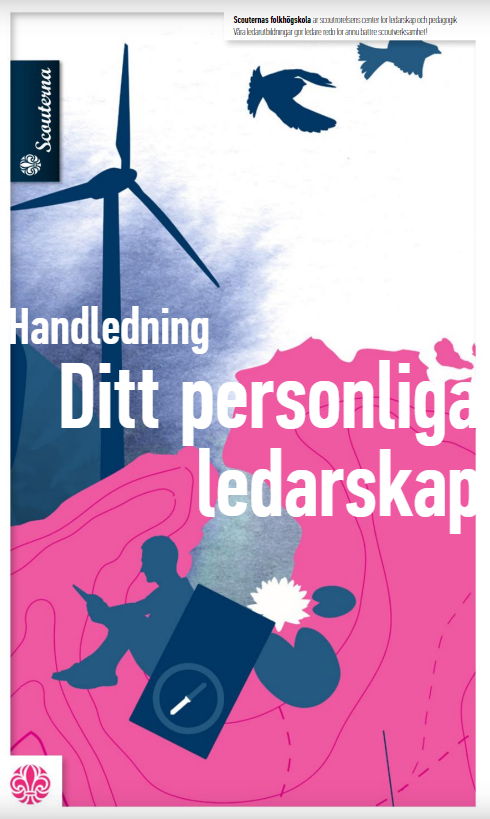 Scouternas folkhögskola är scoutrörelsens center för ledarskap och pedagogik
Våra ledarutbildningar gör ledare redo för ännu bättre scoutverksamhet!
Scouterna
Handledning
Ditt personliga
ledarskap